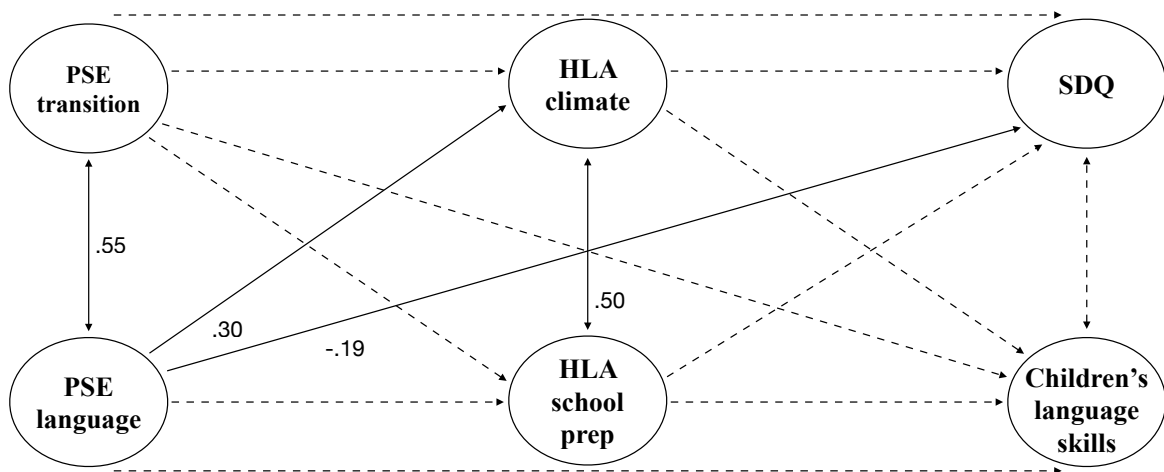 PSE
transition
HLA
climate
SDQ
.55
.50
.30
-.19
PSE
language
HLA
school
prep
Children's
language
skills